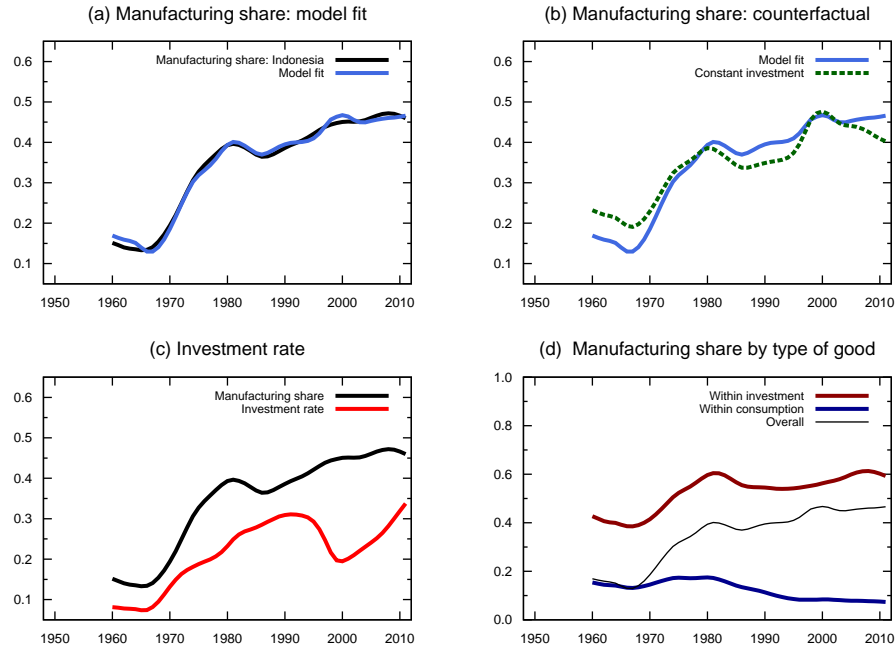 (a) Manufacturing share: model fit
0.6
0.5
0.4
0.3
0.2
0.1
Manufacturing share: Indonesia
Model fit
1950 1960 1970 1980 1990 2000 2010
(b) Manufacturing share: counterfactual
0.6
0.5
0.4
0.3
0.2
0.1
Model fit
Constant investment
1950 1960 1970 1980 1990 2000 2010
(c) Investment rate
0.6
0.5
0.4
0.3
0.2
0.1
Manufacturing share
Investment rate
1950 1960 1970 1980 1990 2000 2010
(d) Manufacturing share by type of good
1.0
0.8
0.6
0.4
0.2
0.0
Within investment
Within consumption
Overall
1950 1960 1970 1980 1990 2000 2010